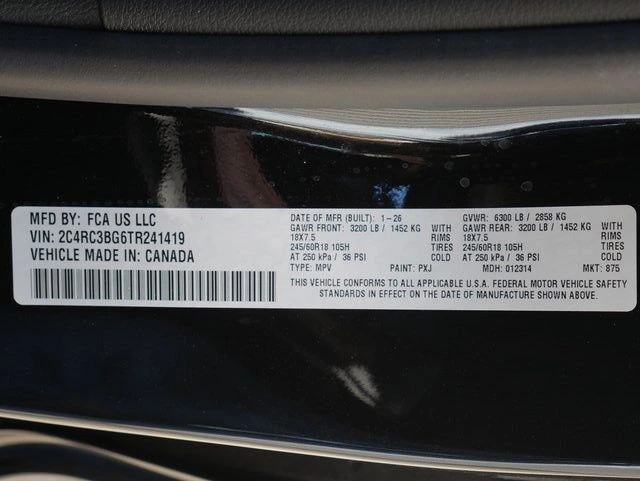 MFD BY: FCA US LLC
VIN: 2C4RC3BG6TR241419
VEHICLE MADE IN: CANADA
DATE OF MFR (BUILT): 1-26 GVWR: 6300 LB / 2858 KG
GAWR FRONT: 3200 LB / 1452 KG WITH GAWR REAR: 3200 LB / 1452 KG WITH
18X7.5 RIMS 18X7.5 RIMS
245/60R18 105H TIRES 245/60R18 105H TIRES
AT 250 kPa / 36 PSI COLD AT 250 kPa / 36 PSI COLD
TYPE: MPV PAINT: PXJ MDH: 012314 MKT: 875
THIS VEHICLE CONFORMS TO ALL APPLICABLE U.S.A. FEDERAL MOTOR VEHICLE SAFETY
STANDARDS IN EFFECT ON THE DATE OF MANUFACTURE SHOWN ABOVE.